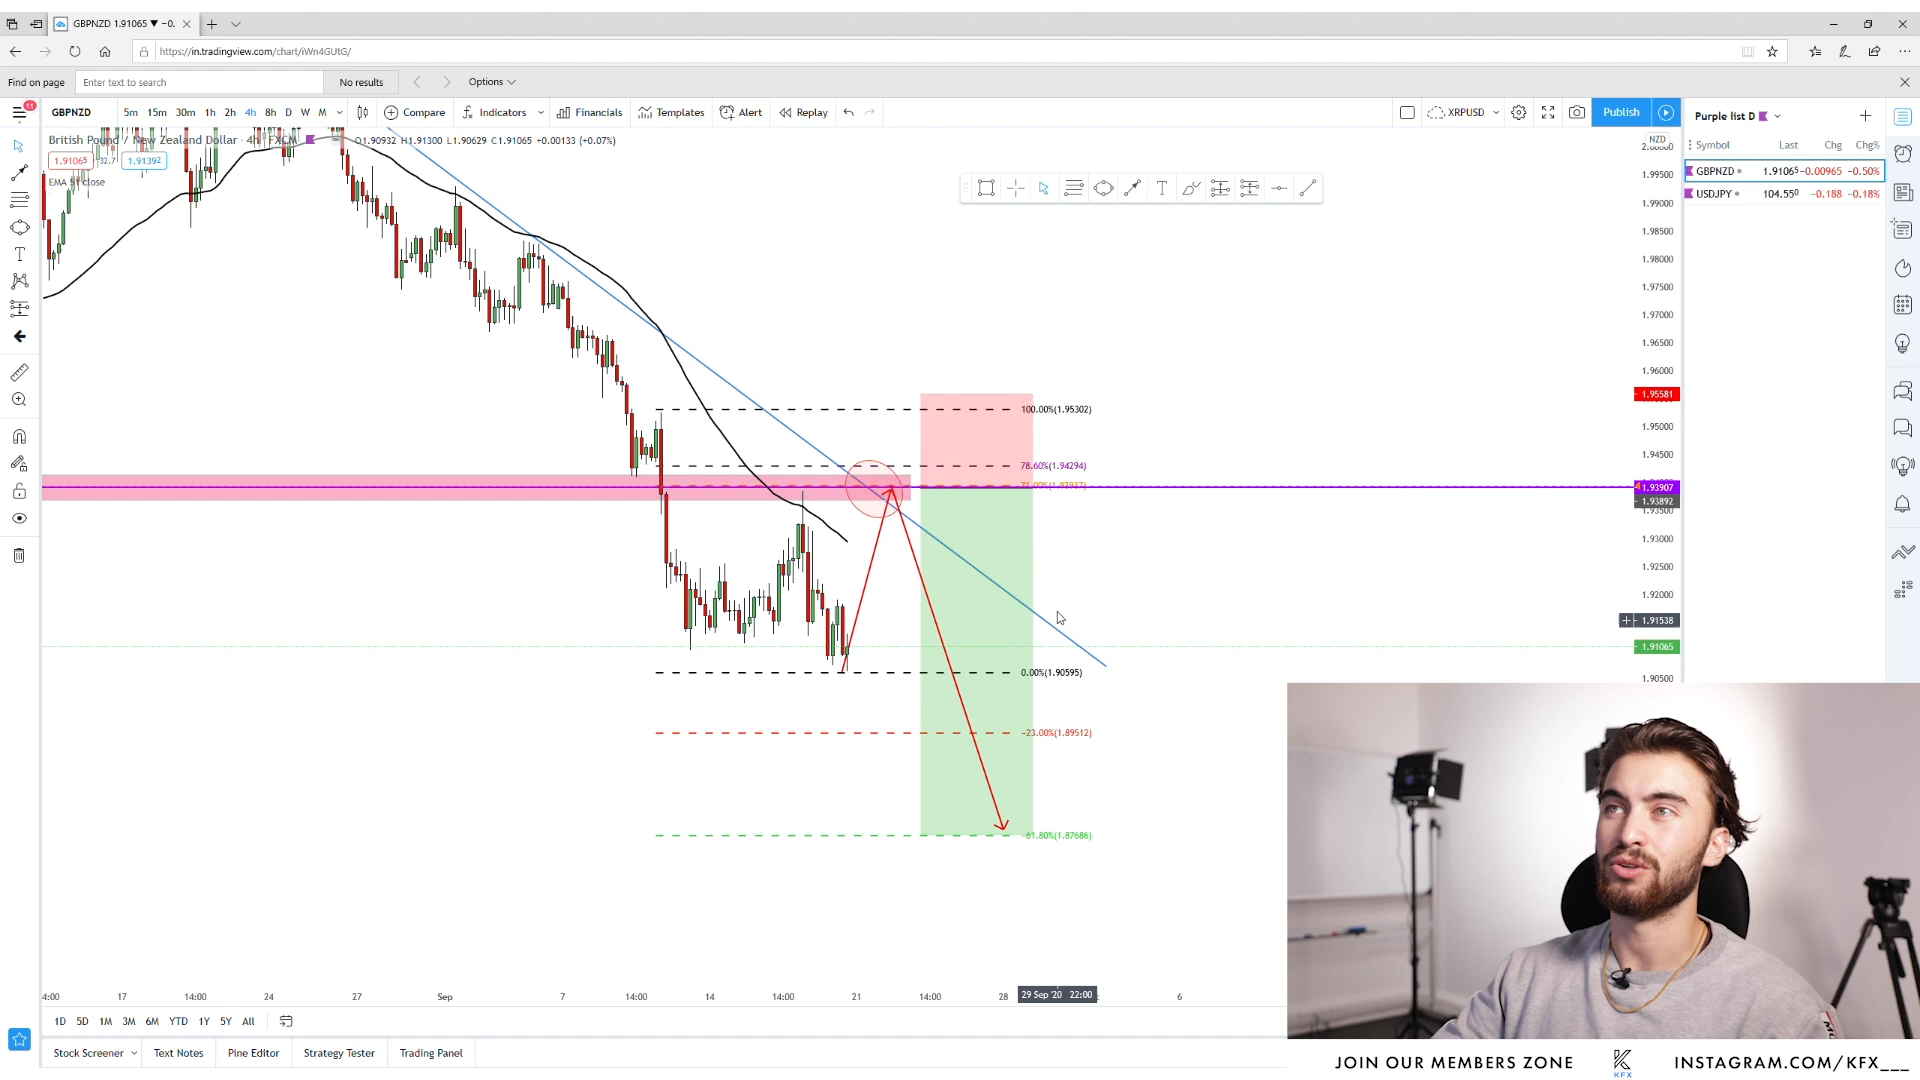 GBPNZD 1.91065 ▼ −0.
https://in.tradingview.com/chart/iWn4GUtG/
Find on page Enter text to search No results Options
11
GBPNZD 5m 15m 30m 1h 2h 4h 8h D W M Compare Indicators Financials Templates Alert Replay XRPUSD Publish
Purple list D
British Pound / New Zealand Dollar · 4h · FXCM O1.90932 H1.91300 L1.90629 C1.91065 +0.00133 (+0.07%)
NZD
Symbol Last Chg Chg%
1.91065 32.7 1.91392
GBPNZD 1.91065 −0.00965 −0.50%
EMA 51 close
USDJPY 104.550 −0.188 −0.18%
1.99500
1.99000
1.98500
1.98000
1.97500
1.97000
1.96500
1.96000
1.95581
100.00%(1.95302)
1.95000
1.94500
78.60%(1.94294)
1.93907
1.93892
1.93500
1.93000
1.92500
1.92000
1.91538
1.91065
0.00%(1.90595)
1.90500
−23.00%(1.89512)
−61.80%(1.87686)
4:00 17 14:00 24 27 Sep 7 14:00 14 14:00 21 14:00 28 29 Sep '20 22:00 6
1D 5D 1M 3M 6M YTD 1Y 5Y All
Stock Screener Text Notes Pine Editor Strategy Tester Trading Panel
JOIN OUR MEMBERS ZONE KFX INSTAGRAM.COM/KFX___